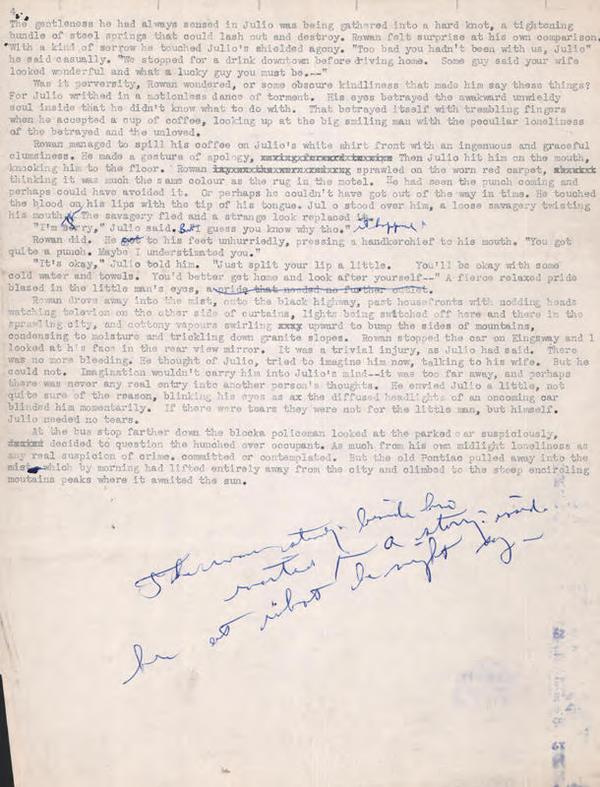 4.
The gentleness he had always sensed in Julio was being gathered into a hard knot, a tightening
bundle of steel springs that could lash out and destroy. Rowan felt surprise at his own comparison.
With a kind of sorrow he touched Julio's shielded agony. "Too bad you hadn't been with us, Julio"
he said casually. "We stopped for a drink downtown before driving home. Some guy said your wife
looked wonderful and what a lucky guy you must be.--"
Was it perversity, Rowan wondered, or some obscure kindliness that made him say these things?
For Julio writhed in a motionless dance of torment. His eyes betrayed the awkward unwieldy
soul inside that he didn't know what to do with. That betrayed itself with trembling fingers
when he accepted a cup of coffee, looking up at the big smiling man with the peculiar loneliness
of the betrayed and the unloved.
Rowan managed to spill his coffee on Julio's white shirt front with an ingenuous and graceful
clumsiness. He made a gesture of apology, Then Julio hit him on the mouth,
knocking him to the floor. Rowan sprawled on the worn red carpet,
thinking it was much the same colour as the rug in the motel. He had seen the punch coming and
perhaps could have avoided it. Or perhaps he couldn't have got out of the way in time. He touched
the blood on his lips with the tip of his tongue. Jul o stood over him, a loose savagery twisting
his mouth. The savagery fled and a strange look replaced it.
"I'm sorry," Julio said. But I guess you know why tho."
Rowan did. He got to his feet unhurriedly, pressing a handkerchief to his mouth. "You got
quite a punch. Maybe I underestimated you."
"It's okay," Julio told him. "Just split your lip a little. You'll be okay with some
cold water and towels. You'd better get home and look after yourself--" A fierce relaxed pride
blazed in the little man's eyes, a pride that needed no further outlet.
Rowan drove away into the mist, onto the black highway, past housefronts with nodding heads
watching televion on the other side of curtains, lights being switched off here and there in the
sprawling city, and cottony vapours swirling xxxy upward to bump the sides of mountains,
condensing to moisture and trickling down granite slopes. Rowan stopped the car on Kingsway and l
looked at his face in the rear view mirror. It was a trivial injury, as Julio had said. There
was no more bleeding. He thought of Julio, tried to imagine him now, talking to his wife. But he
could not. Imagination wouldn't carry him into Julio's mind--it was too far away, and perhaps
there was never any real entry into another person's thoughts. He envied Julio a little, not
quite sure of the reason, blinking his eyes as ax the diffused headlights of an oncoming car
blinded him momentarily. If there were tears they were not for the little man, but himself.
Julio needed no tears.
At the bus stop farther down the blocka policeman looked at the parked car suspiciously,
decided to question the hunched over occupant. As much from his own midlight loneliness as
any real suspicion of crime. committed or contemplated. But the old Pontiac pulled away into the
mist which by morning had lifted entirely away from the city and climbed to the steep encircling
moutains peaks where it awaited the sun.
beside him
a story
at what he might say—